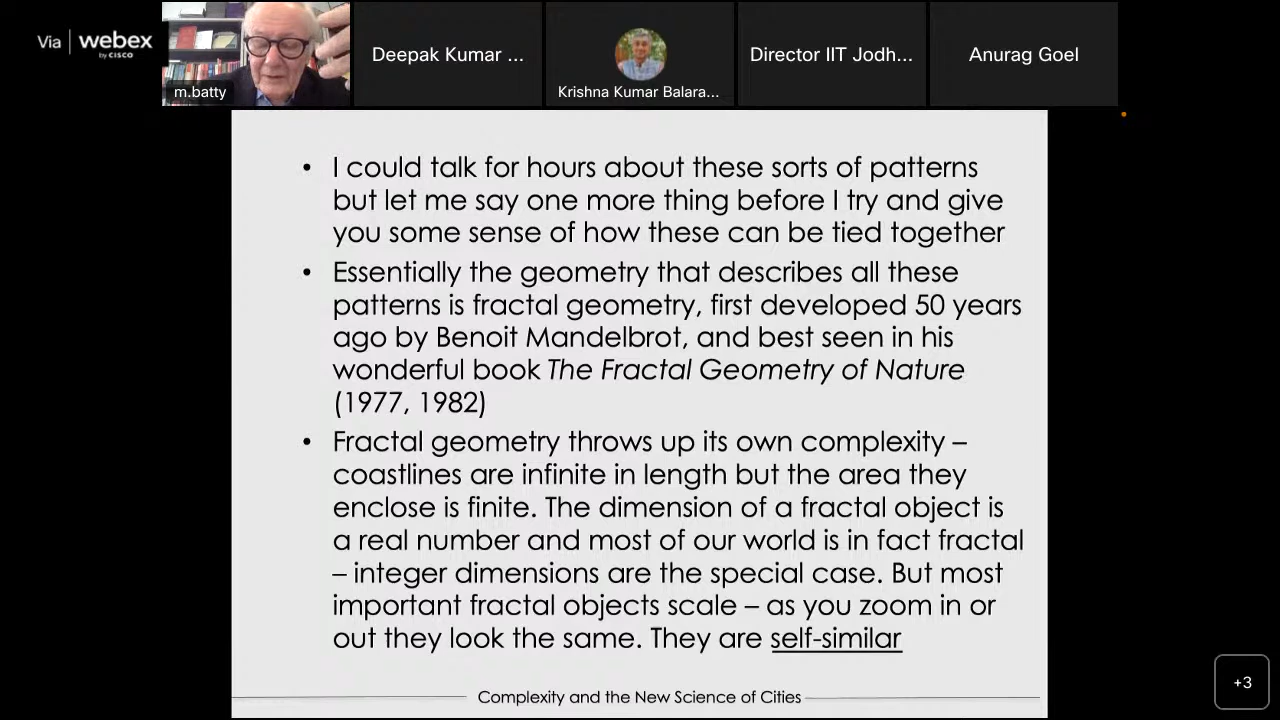 Via webex
by CISCO
m.batty
Deepak Kumar ...
Krishna Kumar Balara...
Director IIT Jodh...
Anurag Goel
• I could talk for hours about these sorts of patterns
but let me say one more thing before I try and give
you some sense of how these can be tied together
• Essentially the geometry that describes all these
patterns is fractal geometry, first developed 50 years
ago by Benoit Mandelbrot, and best seen in his
wonderful book The Fractal Geometry of Nature
(1977, 1982)
• Fractal geometry throws up its own complexity –
coastlines are infinite in length but the area they
enclose is finite. The dimension of a fractal object is
a real number and most of our world is in fact fractal
– integer dimensions are the special case. But most
important fractal objects scale – as you zoom in or
out they look the same. They are self-similar
Complexity and the New Science of Cities
+3